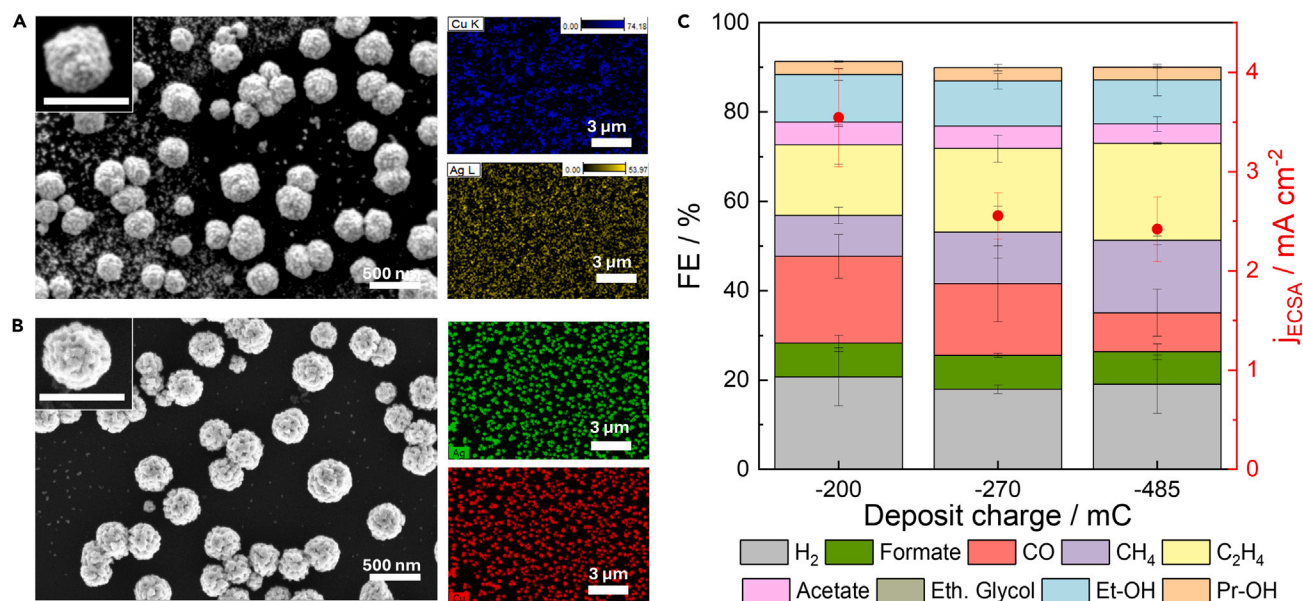 A
Cu K
0.00
74.18
3 µm
Ag L
0.00
53.97
3 µm
500 nm
B
Ag
3 µm
3 µm
500 nm
C
100
80
60
40
20
0
FE / %
4
3
2
1
0
jECSA / mA cm-2
-200
-270
-485
Deposit charge / mC
H2
Formate
CO
CH4
C2H4
Acetate
Eth. Glycol
Et-OH
Pr-OH